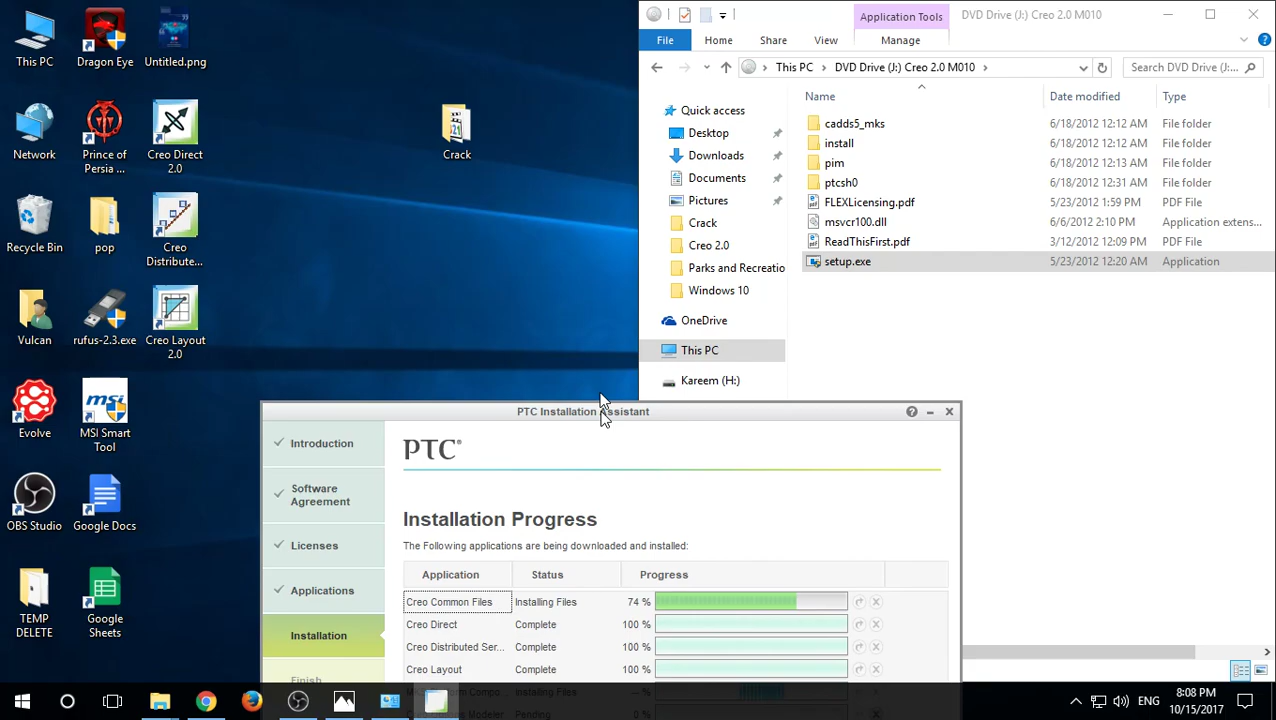 This PC
Dragon Eye
Untitled.png
Network
Prince of
Persia ...
Creo Direct
2.0
Crack
Recycle Bin
pop
Creo
Distribute...
Vulcan
rufus-2.3.exe
Creo Layout
2.0
Evolve
MSI Smart
Tool
OBS Studio
Google Docs
TEMP
DELETE
Google
Sheets
Application Tools
DVD Drive (J:) Creo 2.0 M010
File
Home
Share
View
Manage
This PC
DVD Drive (J:) Creo 2.0 M010
Search DVD Drive (J:...
Name
Date modified
Type
Quick access
Desktop
Downloads
Documents
Pictures
Crack
Creo 2.0
Parks and Recreatio
Windows 10
OneDrive
This PC
Kareem (H:)
cadds5_mks 6/18/2012 12:12 AM File folder
install 6/18/2012 12:12 AM File folder
pim 6/18/2012 12:13 AM File folder
ptcsh0 6/18/2012 12:31 AM File folder
FLEXLicensing.pdf 5/23/2012 1:59 PM PDF File
msvcr100.dll 6/6/2012 2:10 PM Application extens...
ReadThisFirst.pdf 3/12/2012 12:09 PM PDF File
setup.exe 5/23/2012 12:20 AM Application
PTC Installation Assistant
Introduction
Software
Agreement
Licenses
Applications
Installation
Finish
PTC®
Installation Progress
The Following applications are being downloaded and installed:
Application Status Progress
Creo Common Files Installing Files 74 %
Creo Direct Complete 100 %
Creo Distributed Ser... Complete 100 %
Creo Layout Complete 100 %
Installing Files --- %
Pending 0 %
ENG
8:08 PM
10/15/2017